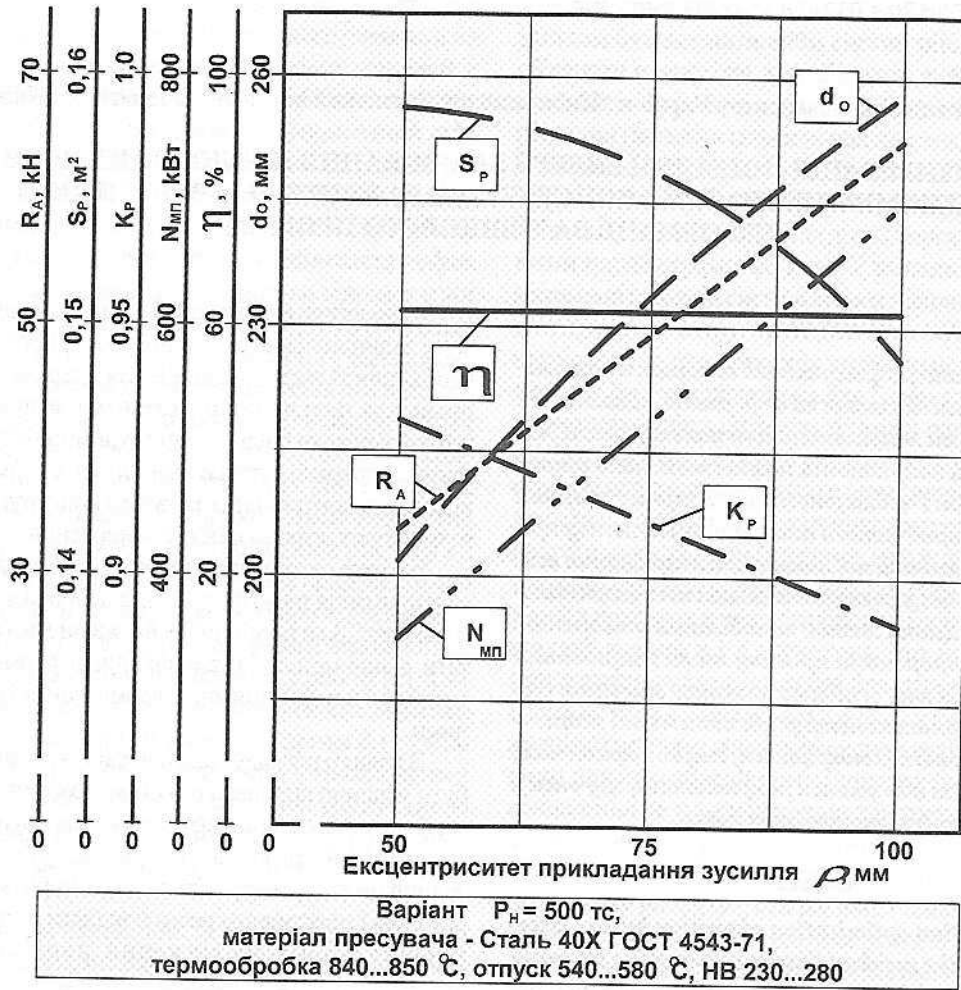 R_A, кН
S_P, м²
K_P
N_МП, кВт
η, %
d₀, мм
70
0,16
1,0
800
100
260
50
0,15
0,95
600
60
230
30
0,14
0,9
400
20
200
0
0
0
0
0
0
50
75
100
S_P
d_o
η
R_A
K_P
N_МП
Ексцентриситет прикладання зусилля ρ, мм
Варіант P_Н = 500 тс,
матеріал пресувача - Сталь 40Х ГОСТ 4543-71,
термообробка 840...850 °С, отпуск 540...580 °С, НВ 230...280